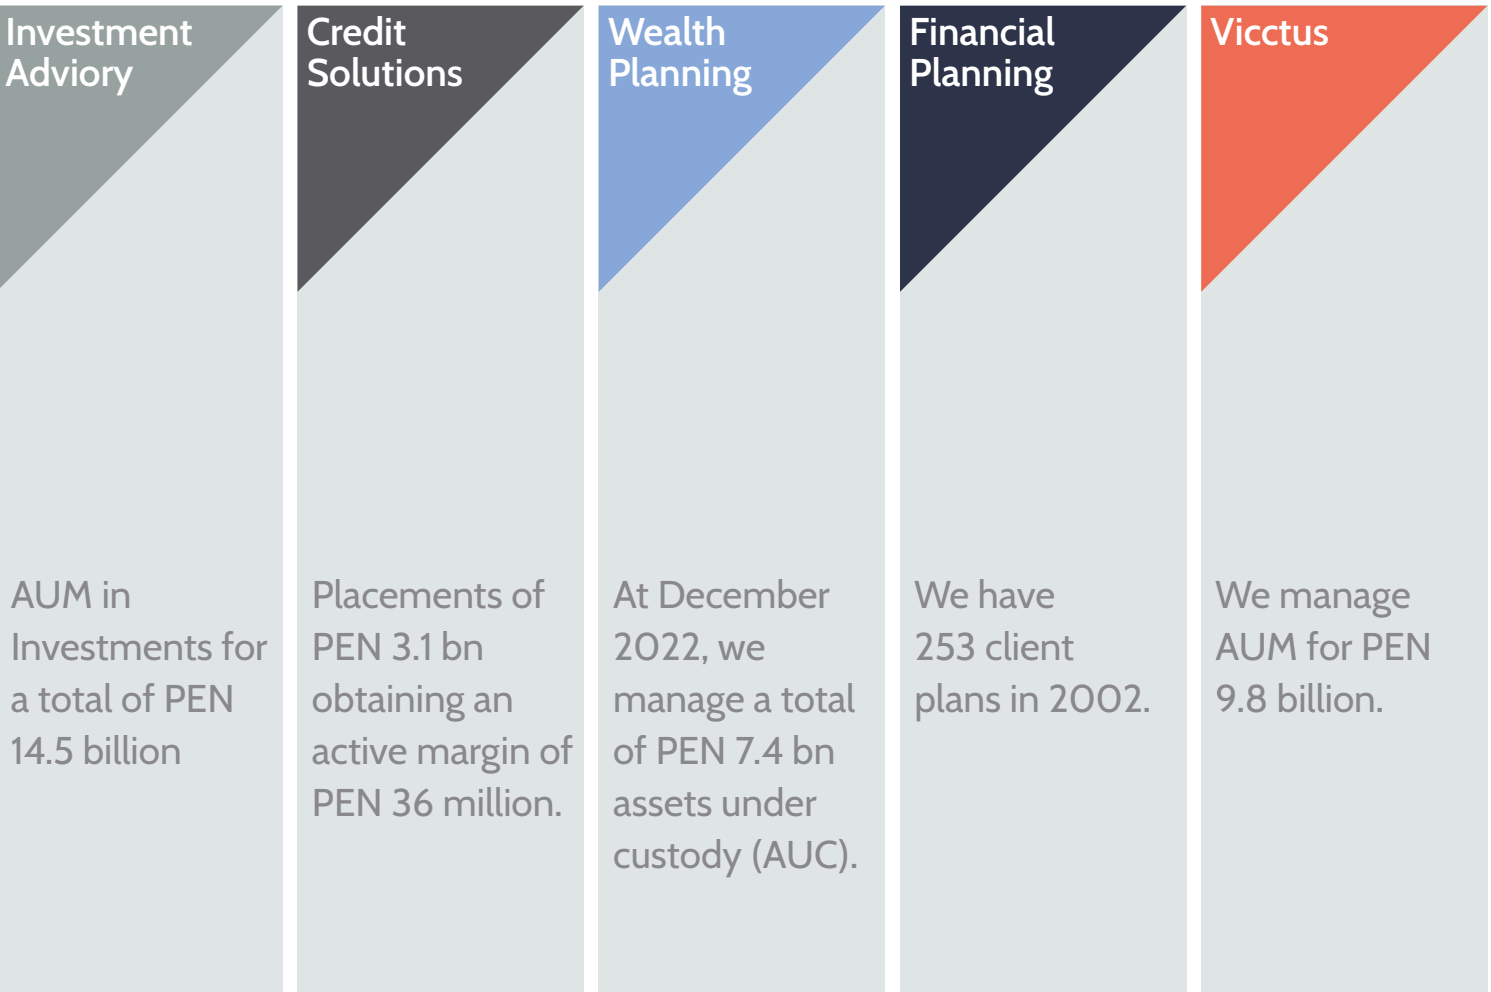 Investment
Adviory
Credit
Solutions
Wealth
Planning
Financial
Planning
Vicctus
AUM in
Investments for
a total of PEN
14.5 billion
Placements of
PEN 3.1 bn
obtaining an
active margin of
PEN 36 million.
At December
2022, we
manage a total
of PEN 7.4 bn
assets under
custody (AUC).
We have
253 client
plans in 2002.
We manage
AUM for PEN
9.8 billion.